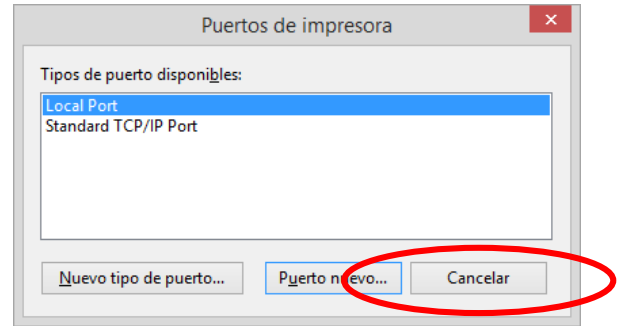 Puertos de impresora
Tipos de puerto disponibles:
Local Port
Standard TCP/IP Port
Nuevo tipo de puerto... Puerto nuevo... Cancelar